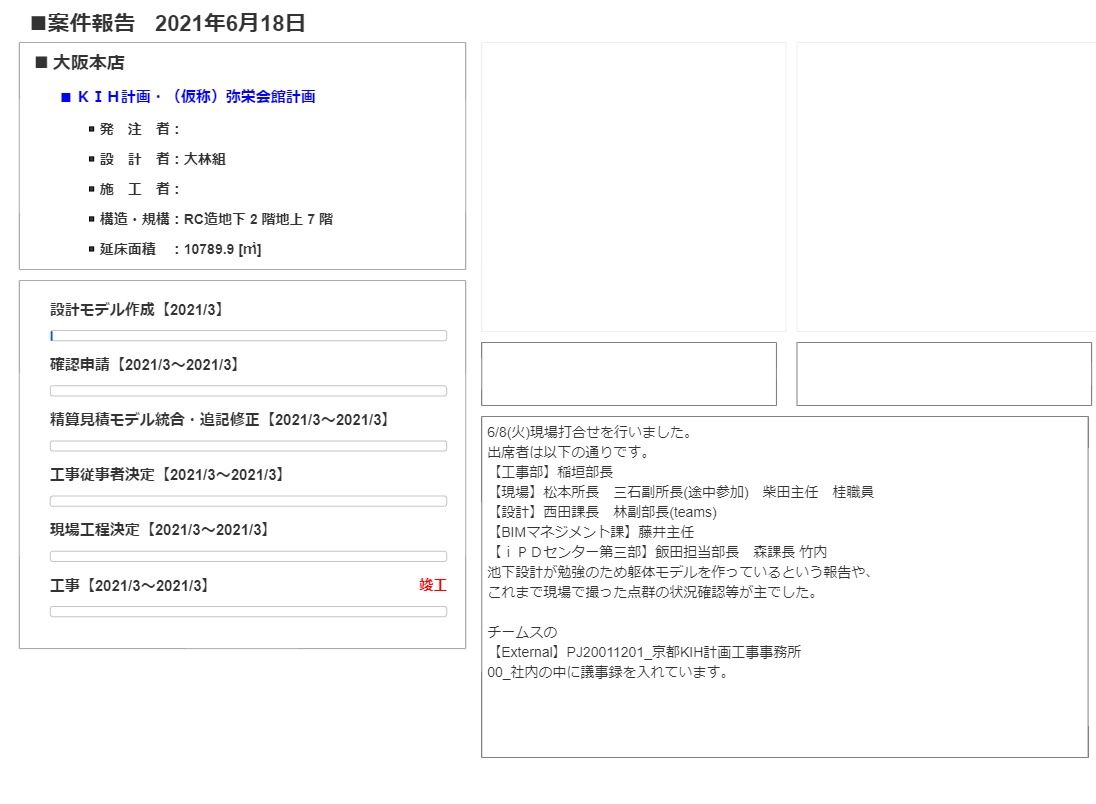 ■案件報告　2021年6月18日
■ 大阪本店
■ ＫＩＨ計画・（仮称）弥栄会館計画
▪ 発　注　者：
▪ 設　計　者：大林組
▪ 施　工　者：
▪ 構造・規構：RC造地下 2 階地上 7 階
▪ 延床面積　：10789.9 [㎡]
設計モデル作成【2021/3】
確認申請【2021/3～2021/3】
精算見積モデル統合・追記修正【2021/3～2021/3】
工事従事者決定【2021/3～2021/3】
現場工程決定【2021/3～2021/3】
工事【2021/3～2021/3】　竣工
6/8(火)現場打合せを行いました。
出席者は以下の通りです。
【工事部】稲垣部長
【現場】松本所長　三石副所長(途中参加)　柴田主任　桂職員
【設計】西田課長　林副部長(teams)
【BIMマネジメント課】藤井主任
【ｉＰＤセンター第三部】飯田担当部長　森課長 竹内
池下設計が勉強のため躯体モデルを作っているという報告や、
これまで現場で撮った点群の状況確認等が主でした。
チームスの
【External】PJ20011201_京都KIH計画工事事務所
00_社内の中に議事録を入れています。